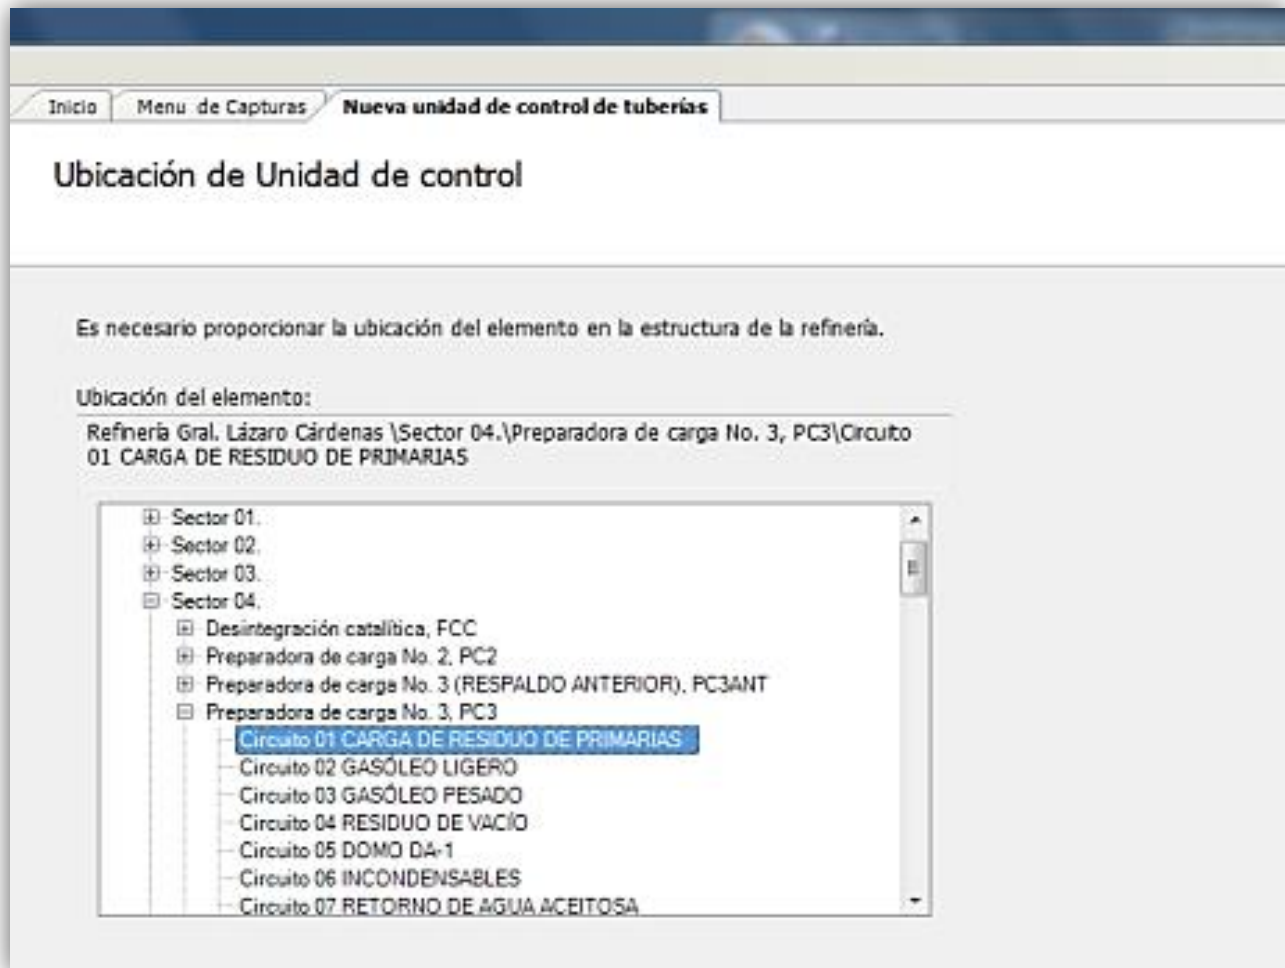 Inicio Menu de Capturas Nueva unidad de control de tuberías
Ubicación de Unidad de control
Es necesario proporcionar la ubicación del elemento en la estructura de la refinería.
Ubicación del elemento:
Refinería Gral. Lázaro Cárdenas \Sector 04.\Preparadora de carga No. 3, PC3\Circuito
01 CARGA DE RESIDUO DE PRIMARIAS
Sector 01.
Sector 02.
Sector 03.
Sector 04.
Desintegración catalítica, FCC
Preparadora de carga No. 2, PC2
Preparadora de carga No. 3 (RESPALDO ANTERIOR), PC3ANT
Preparadora de carga No. 3, PC3
Circuito 01 CARGA DE RESIDUO DE PRIMARIAS
Circuito 02 GASÓLEO LIGERO
Circuito 03 GASÓLEO PESADO
Circuito 04 RESIDUO DE VACÍO
Circuito 05 DOMO DA-1
Circuito 06 INCONDENSABLES
Circuito 07 RETORNO DE AGUA ACEITOSA